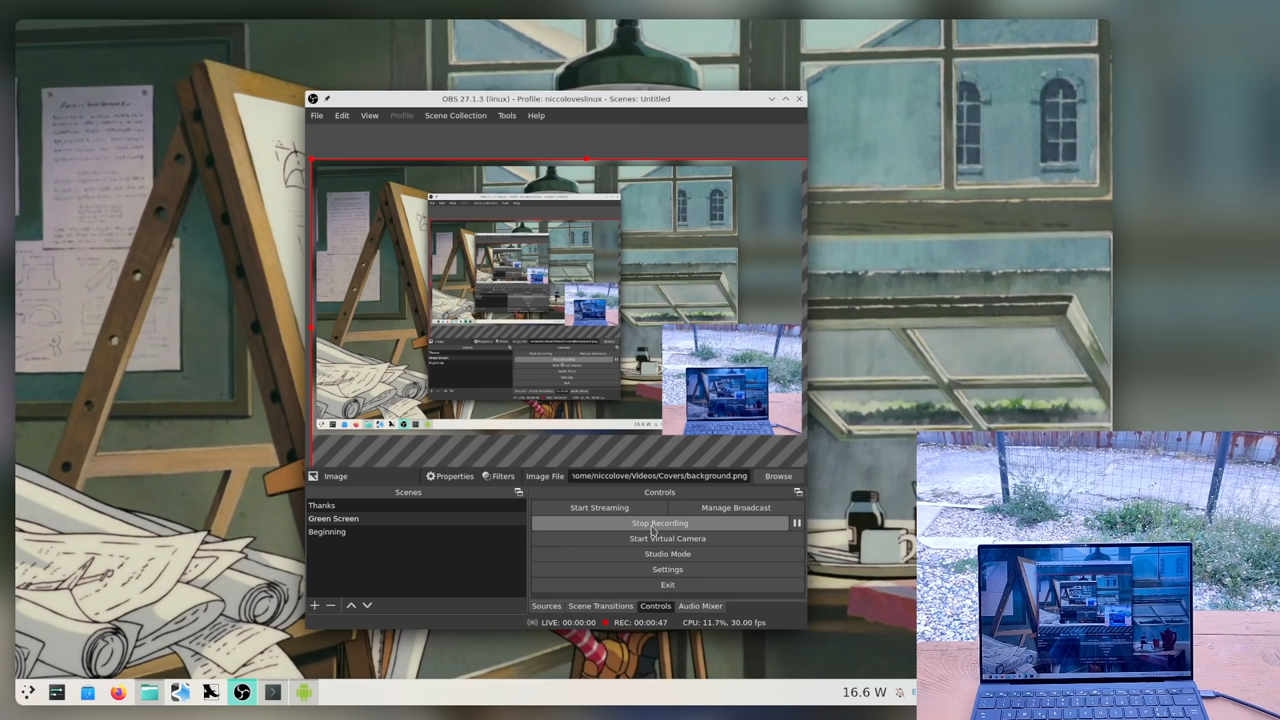 OBS 27.1.3 (linux) - Profile: niccoloveslinux - Scenes: Untitled
File Edit View Profile Scene Collection Tools Help
Image Properties Filters Image File home/niccolove/Videos/Covers/background.png Browse
Scenes
Controls
Thanks
Green Screen
Beginning
Start Streaming Manage Broadcast
Stop Recording
Start Virtual Camera
Studio Mode
Settings
Exit
Sources Scene Transitions Controls Audio Mixer
LIVE: 00:00:00 REC: 00:00:47 CPU: 11.7%, 30.00 fps
16.6 W